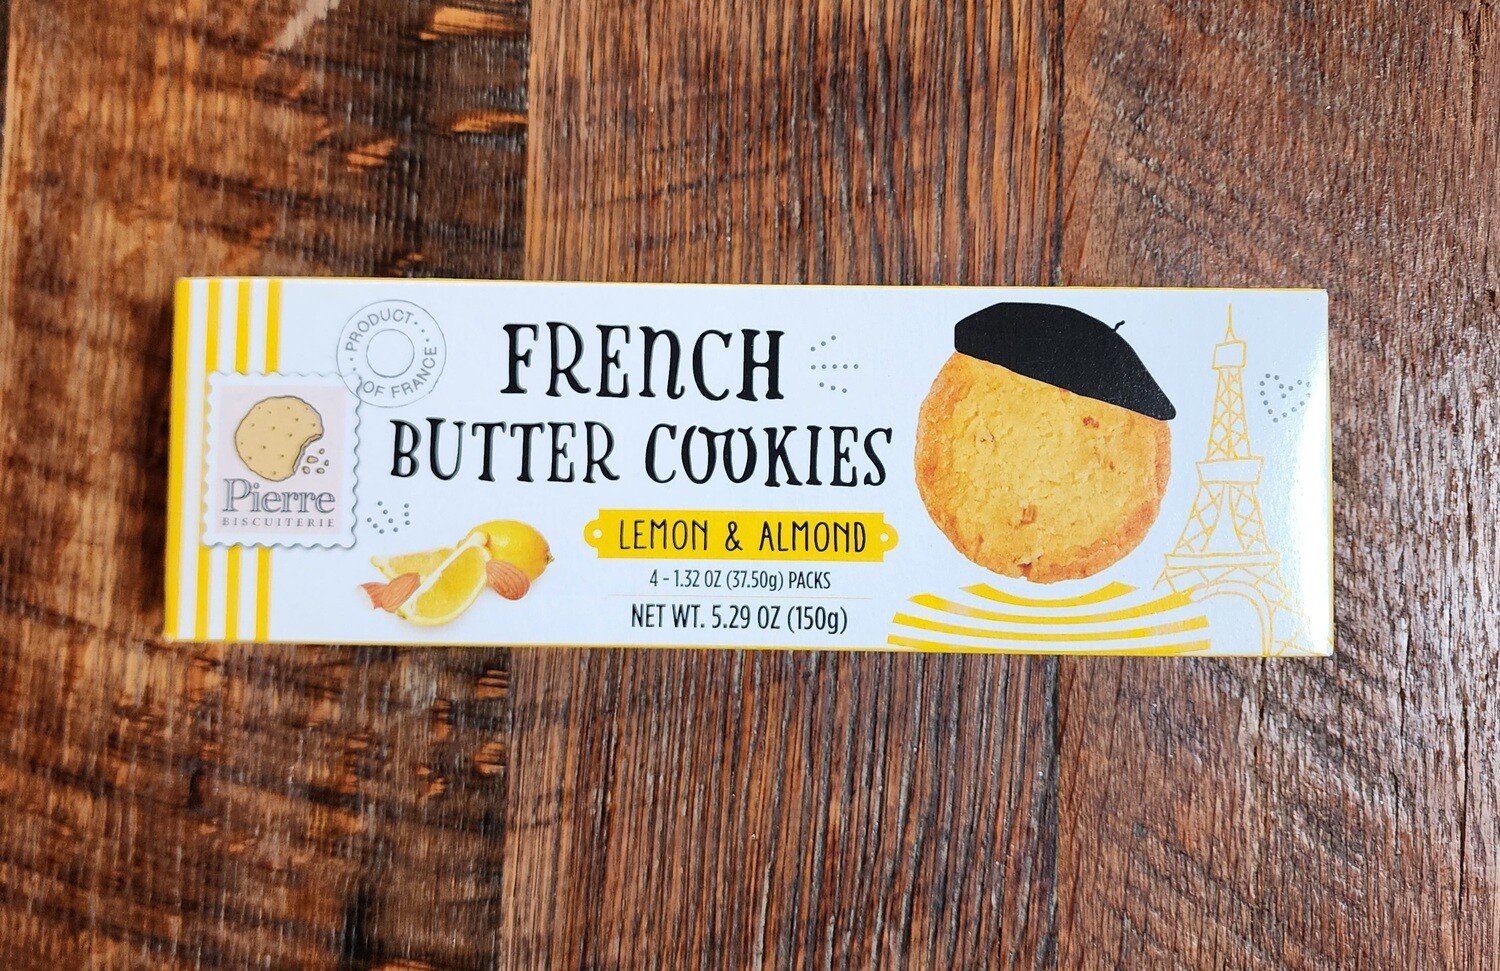 PRODUCT
OF FRANCE
Pierre
BISCUITERIE
FRENCH
BUTTER COOKIES
LEMON & ALMOND
4 - 1.32 OZ (37.50g) PACKS
NET WT. 5.29 OZ (150g)